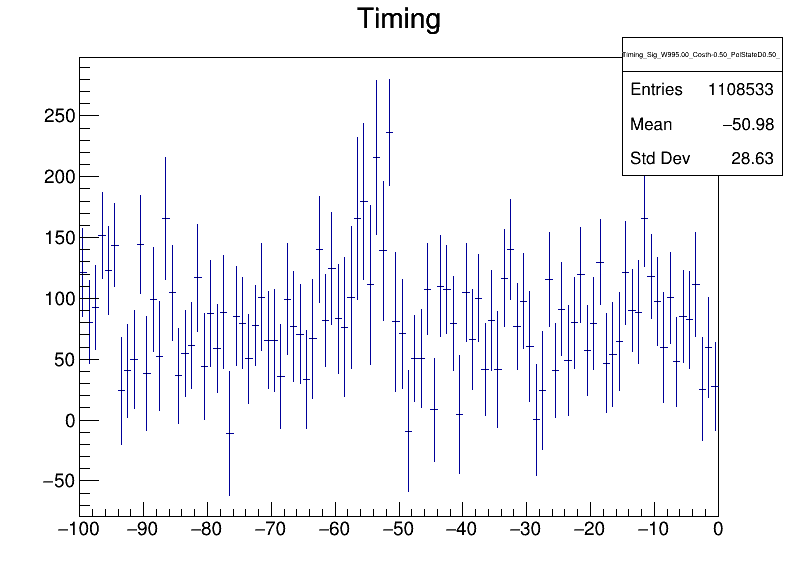 Timing
Timing_Sig_W995.00_Costh-0.50_PolStateD0.50_
Entries 1108533
Mean −50.98
Std Dev 28.63
250
200
150
100
50
0
−50
−100 −90 −80 −70 −60 −50 −40 −30 −20 −10 0